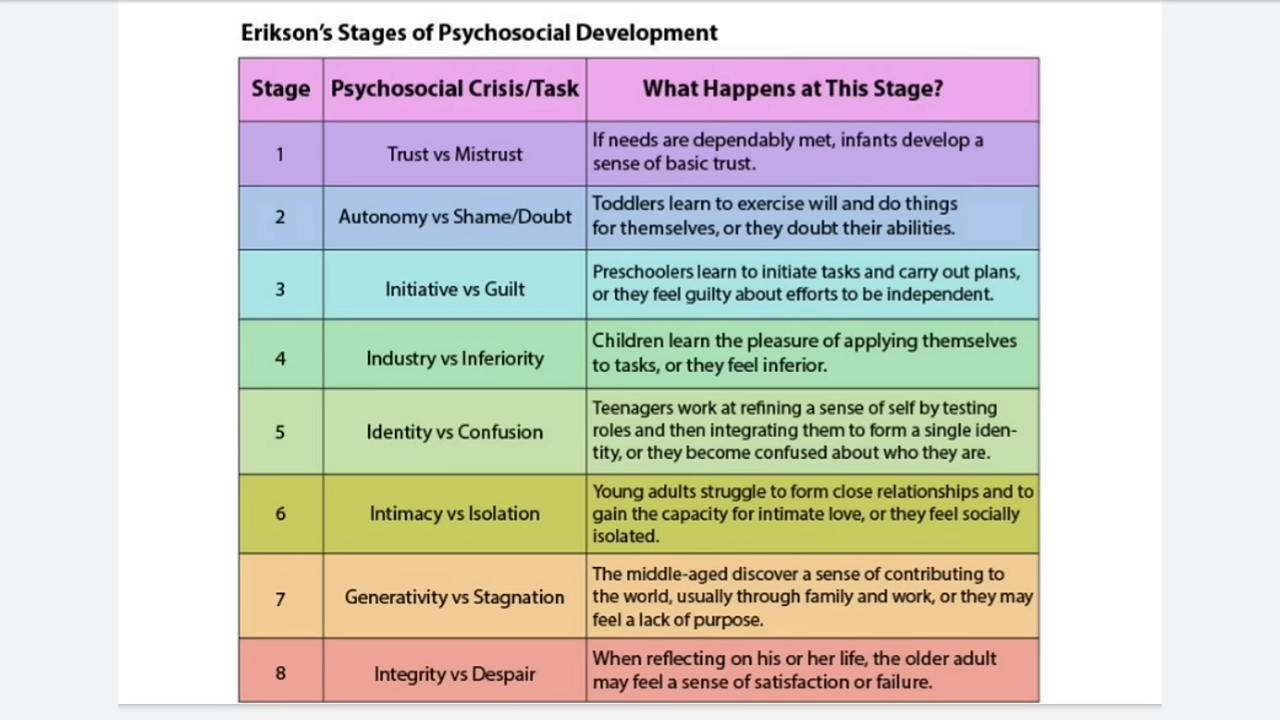 Erikson's Stages of Psychosocial Development
Stage Psychosocial Crisis/Task What Happens at This Stage?
1 Trust vs Mistrust
If needs are dependably met, infants develop a
sense of basic trust.
2 Autonomy vs Shame/Doubt
Toddlers learn to exercise will and do things
for themselves, or they doubt their abilities.
3 Initiative vs Guilt
Preschoolers learn to initiate tasks and carry out plans,
or they feel guilty about efforts to be independent.
4 Industry vs Inferiority
Children learn the pleasure of applying themselves
to tasks, or they feel inferior.
5 Identity vs Confusion
Teenagers work at refining a sense of self by testing
roles and then integrating them to form a single iden-
tity, or they become confused about who they are.
6 Intimacy vs Isolation
Young adults struggle to form close relationships and to
gain the capacity for intimate love, or they feel socially
isolated.
7 Generativity vs Stagnation
The middle-aged discover a sense of contributing to
the world, usually through family and work, or they may
feel a lack of purpose.
8 Integrity vs Despair
When reflecting on his or her life, the older adult
may feel a sense of satisfaction or failure.